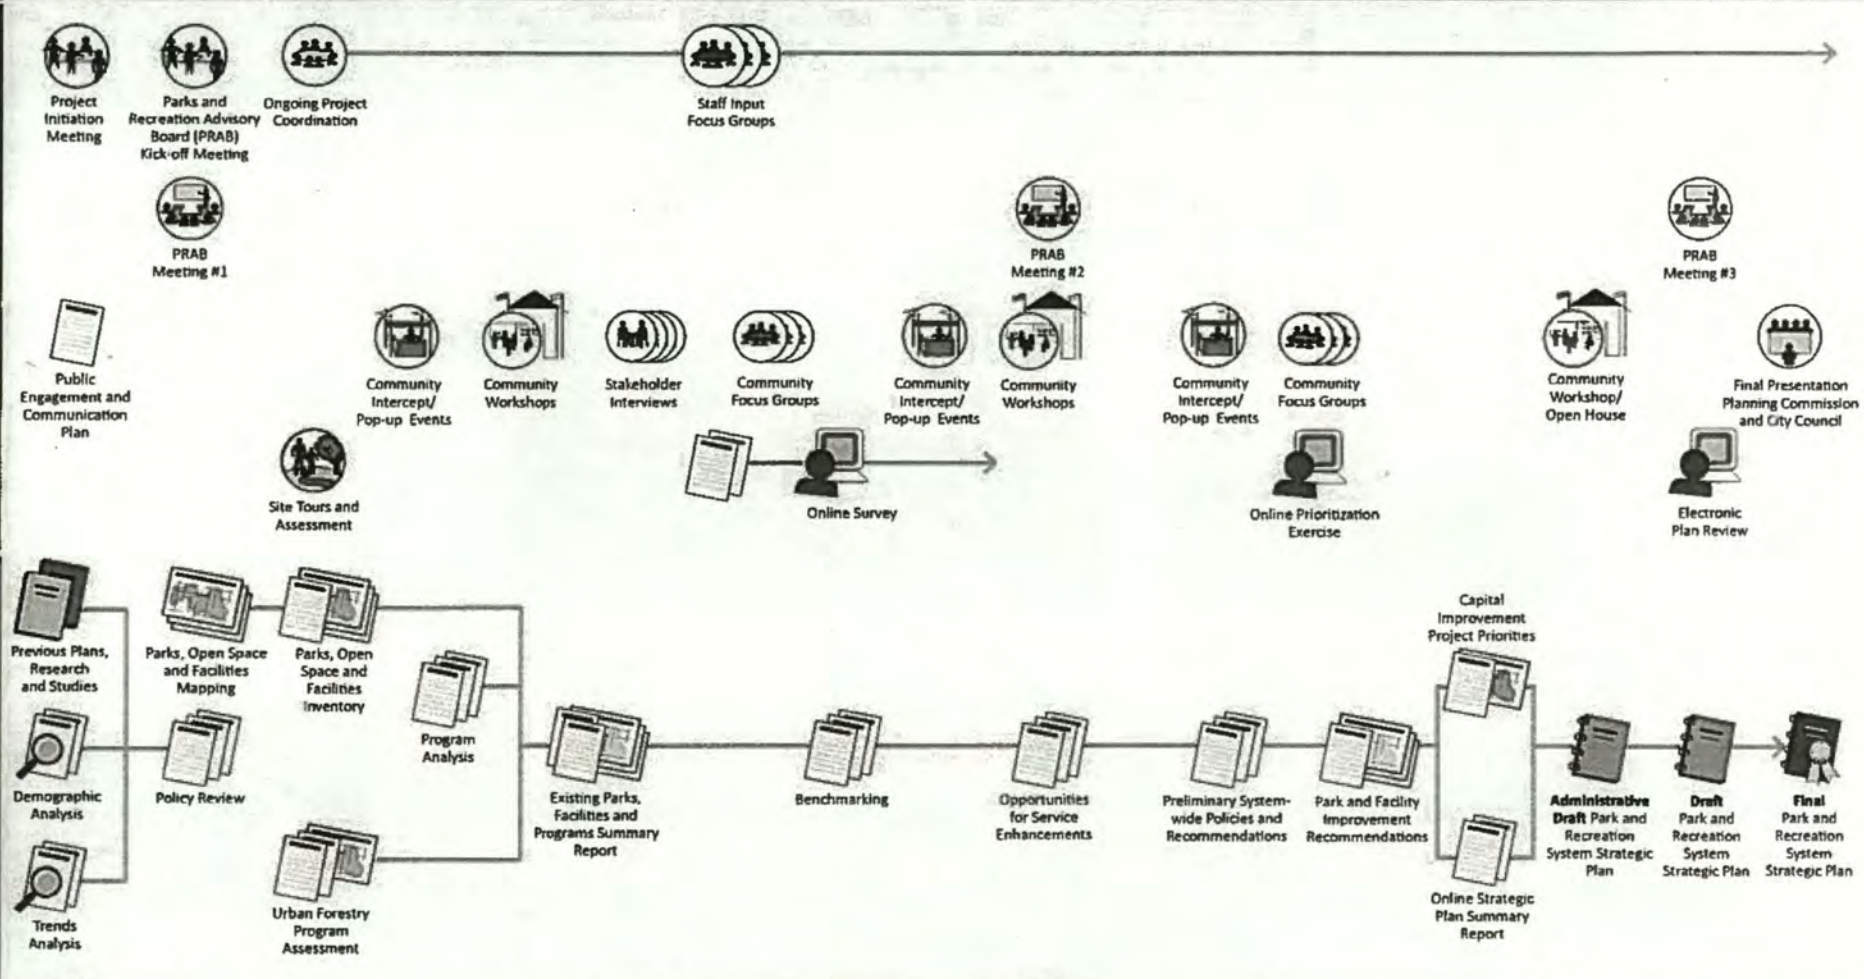 Project
Initiation
Meeting
Parks and
Recreation Advisory
Board (PRAB)
Kick-off Meeting
Ongoing Project
Coordination
Staff Input
Focus Groups
PRAB
Meeting #1
PRAB
Meeting #2
PRAB
Meeting #3
Public
Engagement and
Communication
Plan
Community
Intercept/
Pop-up Events
Community
Workshops
Stakeholder
Interviews
Community
Focus Groups
Community
Intercept/
Pop-up Events
Community
Workshops
Community
Intercept/
Pop-up Events
Community
Focus Groups
Community
Workshop/
Open House
Final Presentation
Planning Commission
and City Council
Site Tours and
Assessment
Online Survey
Online Prioritization
Exercise
Electronic
Plan Review
Previous Plans,
Research
and Studies
Parks, Open Space
and Facilities
Mapping
Parks, Open
Space and
Facilities
Inventory
Capital
Improvement
Project Priorities
Program
Analysis
Demographic
Analysis
Policy Review
Existing Parks,
Facilities and
Programs Summary
Report
Benchmarking
Opportunities
for Service
Enhancements
Preliminary System-
wide Policies and
Recommendations
Park and Facility
Improvement
Recommendations
Administrative
Draft Park and
Recreation
System Strategic
Plan
Draft
Park and
Recreation
System
Strategic Plan
Final
Park and
Recreation
System
Strategic Plan
Trends
Analysis
Urban Forestry
Program
Assessment
Online Strategic
Plan Summary
Report